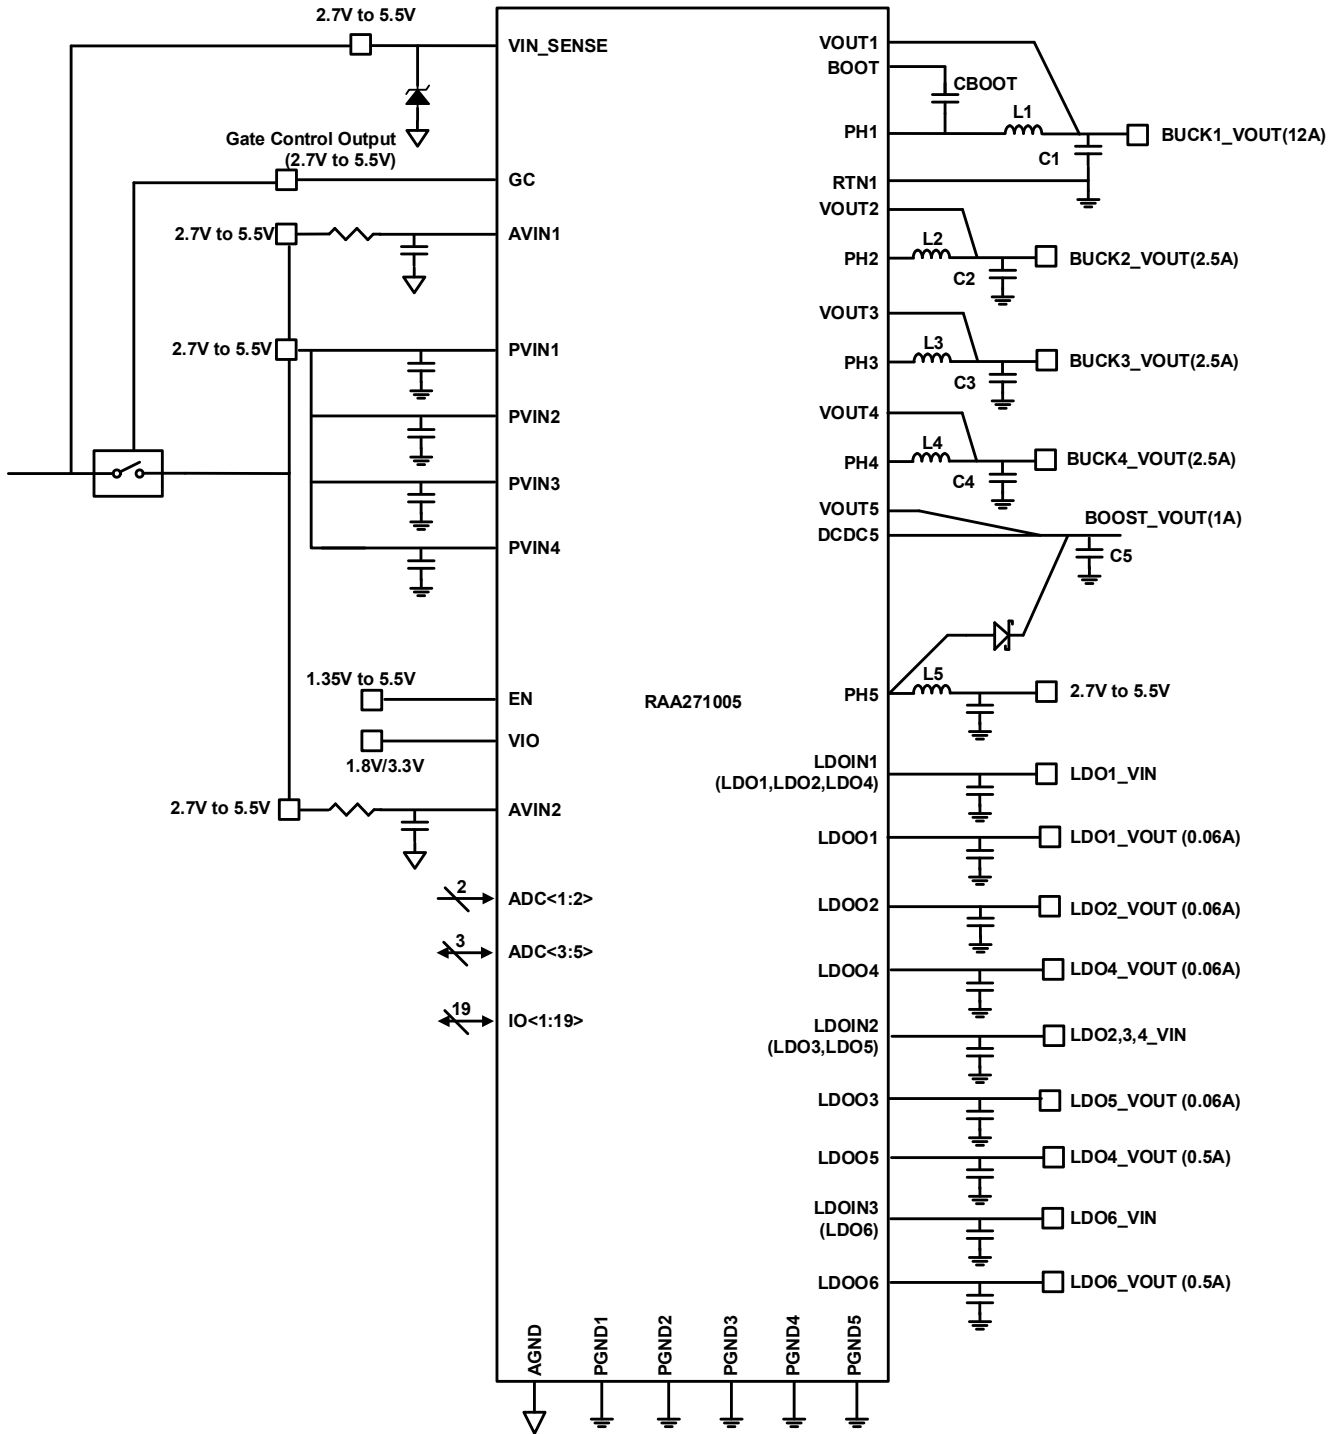 2.7V to 5.5V
VIN_SENSE
Gate Control Output
(2.7V to 5.5V)
GC
2.7V to 5.5V
AVIN1
2.7V to 5.5V
PVIN1
PVIN2
PVIN3
PVIN4
1.35V to 5.5V
EN
VIO
1.8V/3.3V
2.7V to 5.5V
AVIN2
2
ADC<1:2>
3
ADC<3:5>
19
IO<1:19>
RAA271005
VOUT1
BOOT
CBOOT
L1
PH1
BUCK1_VOUT(12A)
C1
RTN1
VOUT2
L2
PH2
BUCK2_VOUT(2.5A)
C2
VOUT3
L3
PH3
BUCK3_VOUT(2.5A)
C3
VOUT4
L4
PH4
BUCK4_VOUT(2.5A)
C4
VOUT5
BOOST_VOUT(1A)
DCDC5
C5
L5
PH5
2.7V to 5.5V
LDOIN1
(LDO1,LDO2,LDO4)
LDO1_VIN
LDOO1
LDO1_VOUT (0.06A)
LDOO2
LDO2_VOUT (0.06A)
LDOO4
LDO4_VOUT (0.06A)
LDOIN2
(LDO3,LDO5)
LDO2,3,4_VIN
LDOO3
LDO5_VOUT (0.06A)
LDOO5
LDO4_VOUT (0.5A)
LDOIN3
(LDO6)
LDO6_VIN
LDOO6
LDO6_VOUT (0.5A)
AGND
PGND1
PGND2
PGND3
PGND4
PGND5